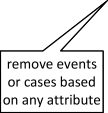 remove events
or cases based
on any attribute